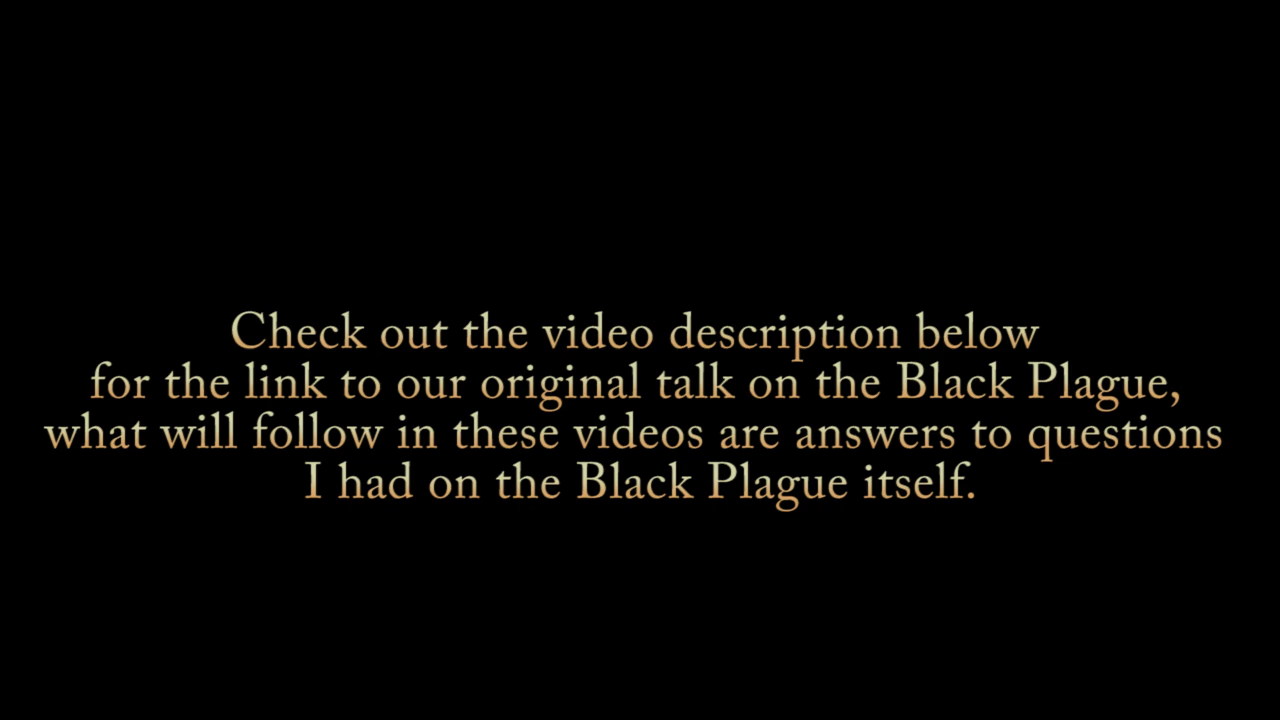 Check out the video description below
for the link to our original talk on the Black Plague,
what will follow in these videos are answers to questions
I had on the Black Plague itself.